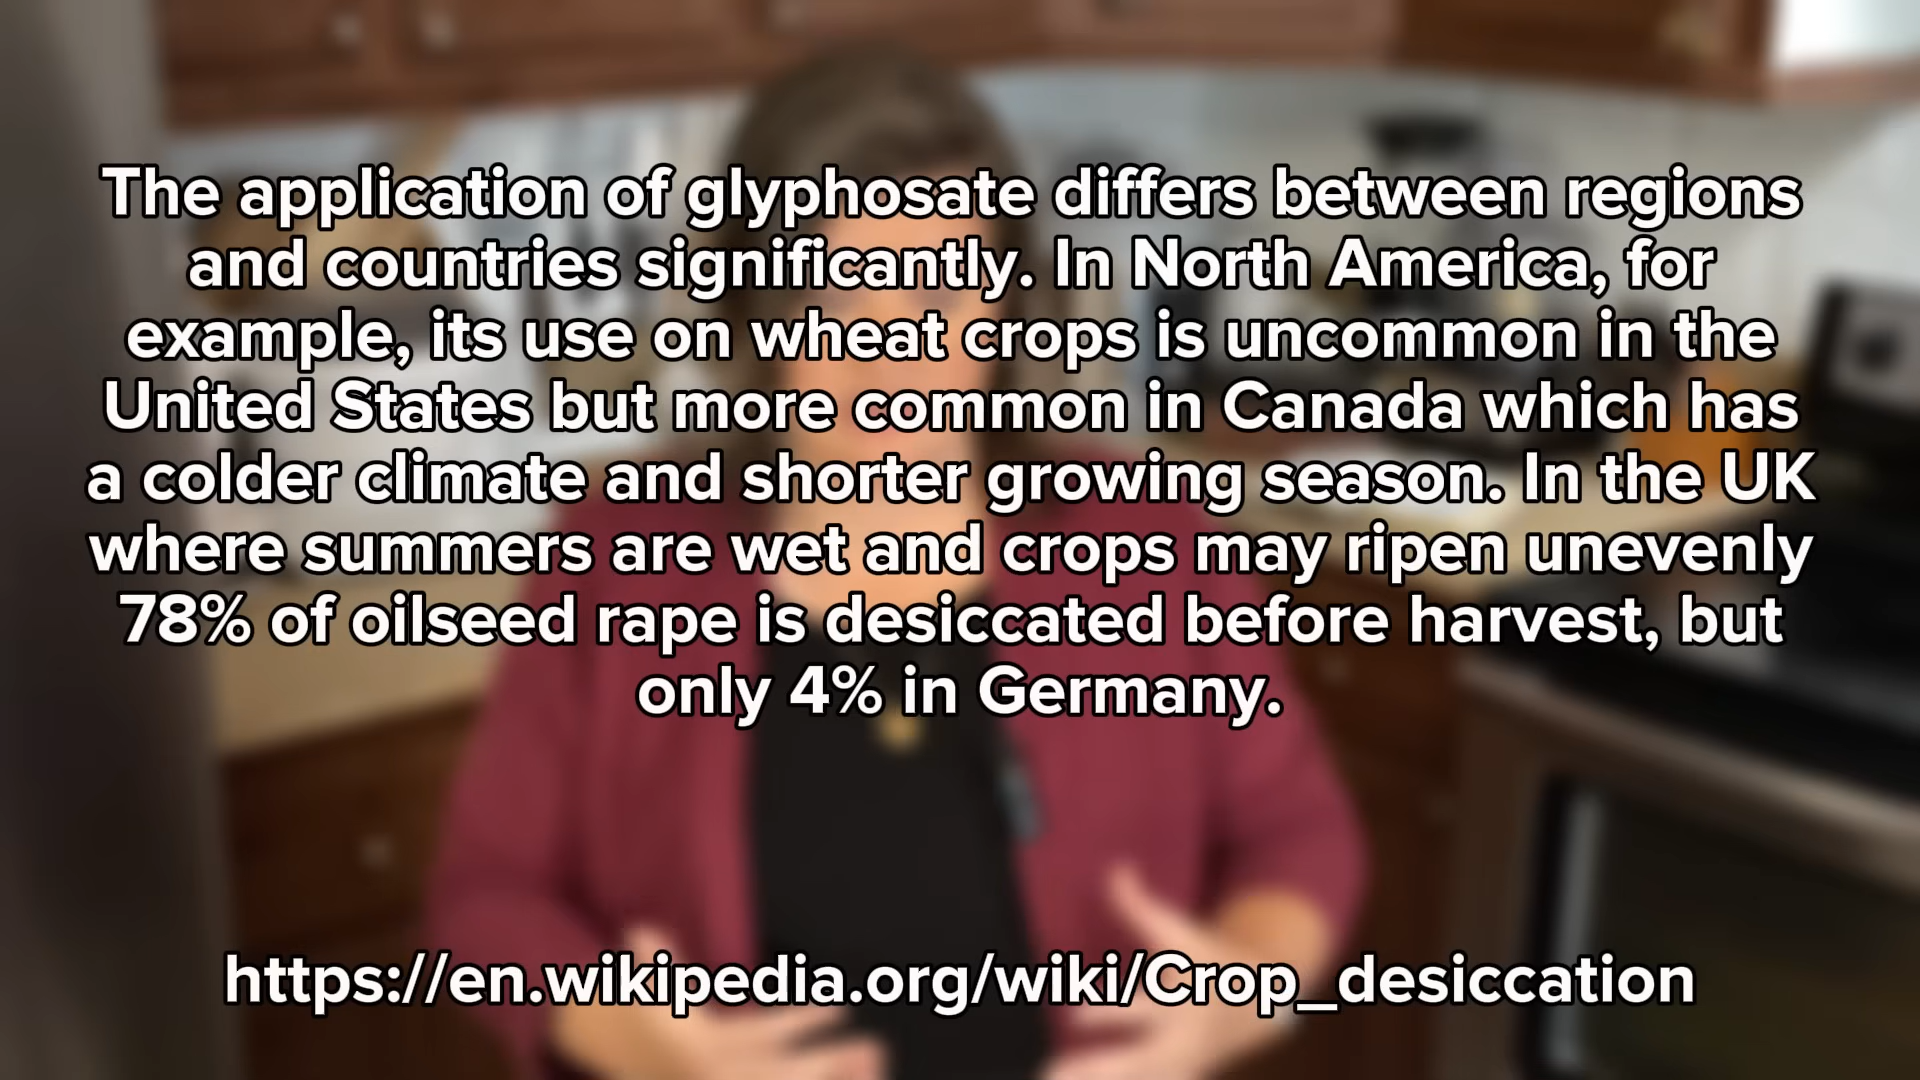 The application of glyphosate differs between regions
and countries significantly. In North America, for
example, its use on wheat crops is uncommon in the
United States but more common in Canada which has
a colder climate and shorter growing season. In the UK
where summers are wet and crops may ripen unevenly
78% of oilseed rape is desiccated before harvest, but
only 4% in Germany.
https://en.wikipedia.org/wiki/Crop_desiccation